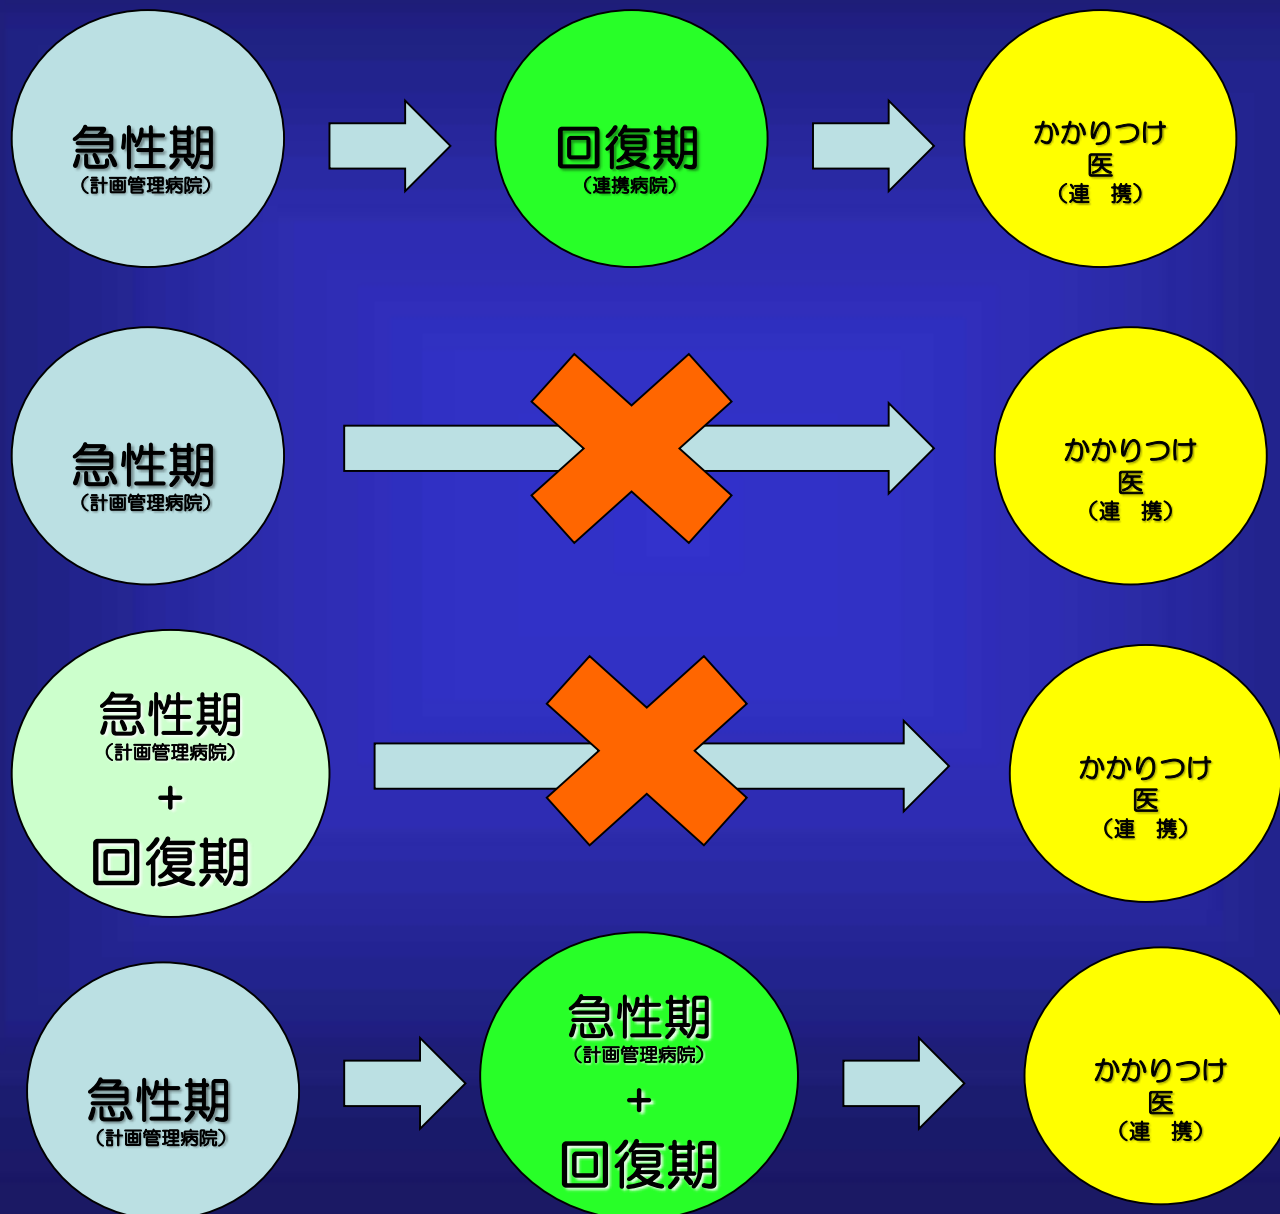 急性期
（計画管理病院）
回復期
（連携病院）
かかりつけ
医
（連　携）
急性期
（計画管理病院）
かかりつけ
医
（連　携）
急性期
（計画管理病院）
+
回復期
かかりつけ
医
（連　携）
急性期
（計画管理病院）
急性期
（計画管理病院）
+
回復期
かかりつけ
医
（連　携）